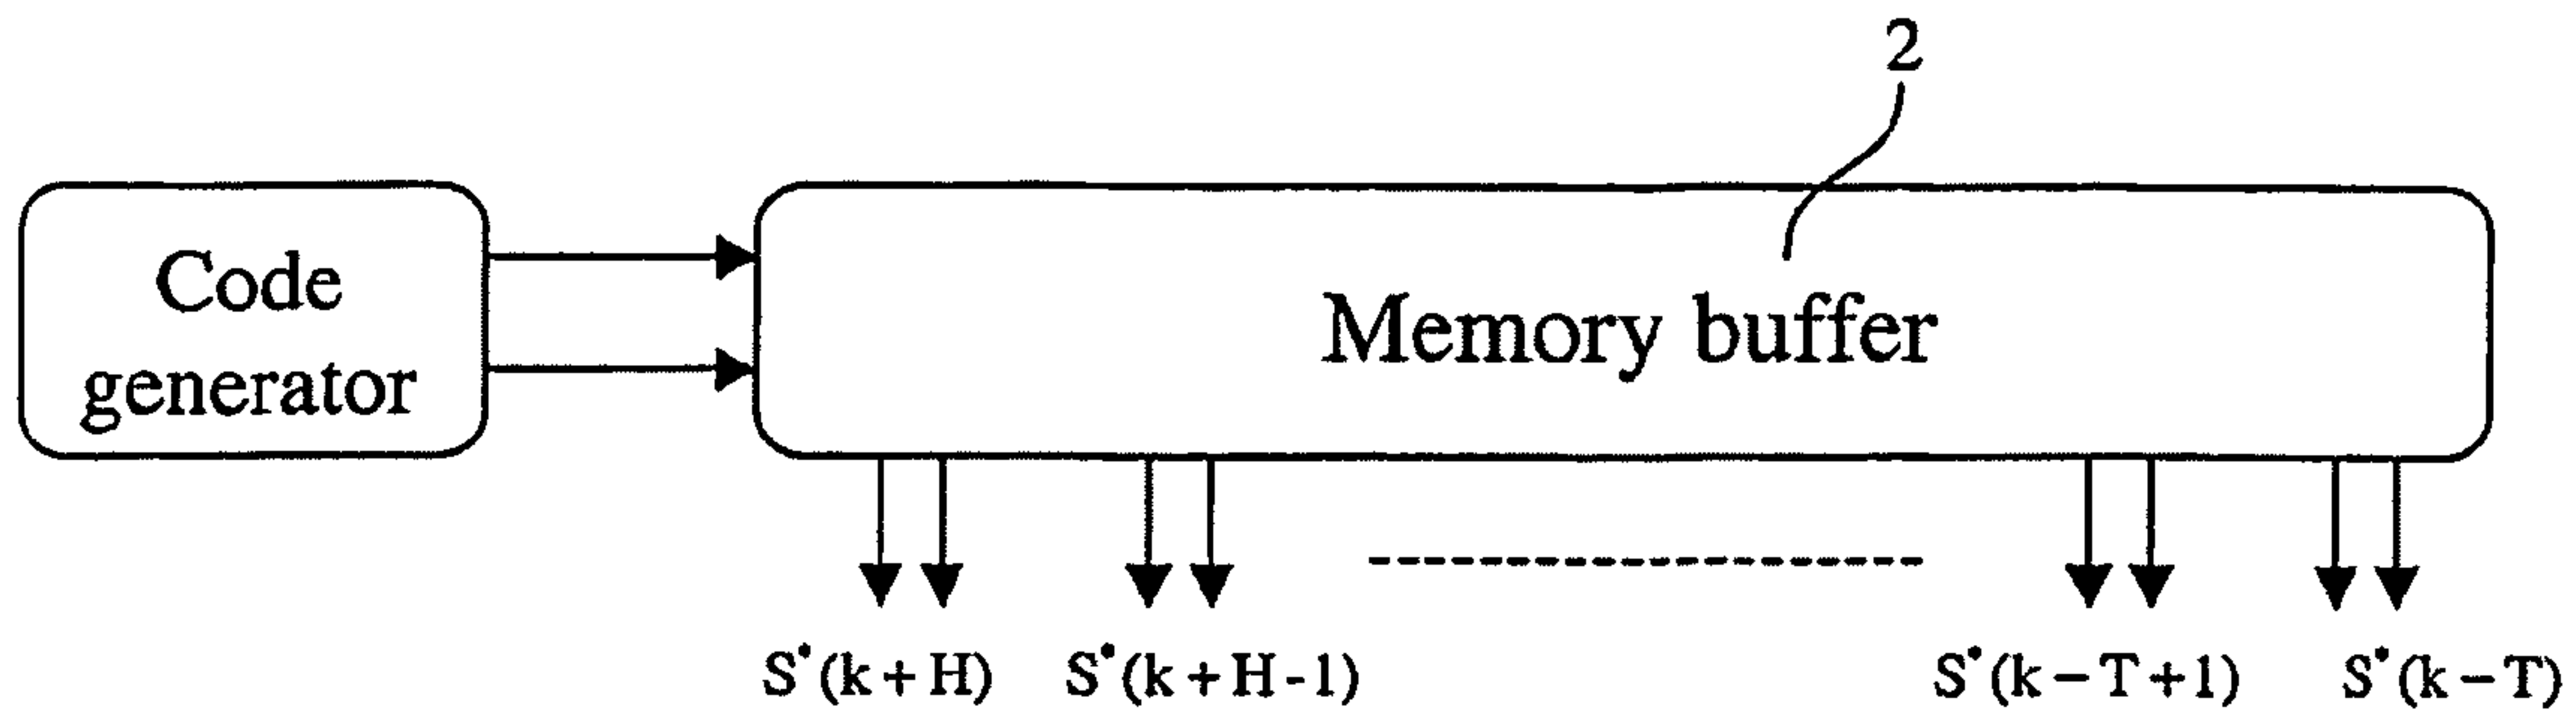 2
Code
generator
Memory buffer
S*(k + H)
S*(k + H - 1)
S*(k − T + 1)
S*(k − T)